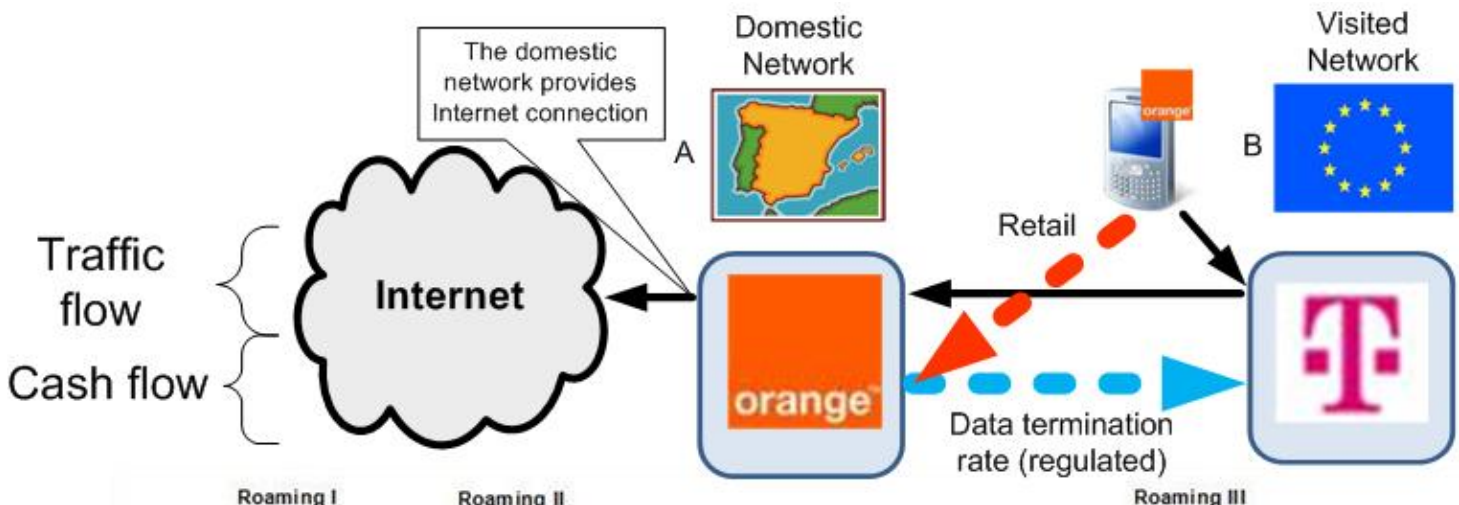 The domestic
network provides
Internet connection
Domestic
Network
A
orange
Visited
Network
B
Retail
Traffic
flow
Cash flow
Internet
orange™
T
Data termination
rate (regulated)
Roaming I
Roaming II
Roaming III